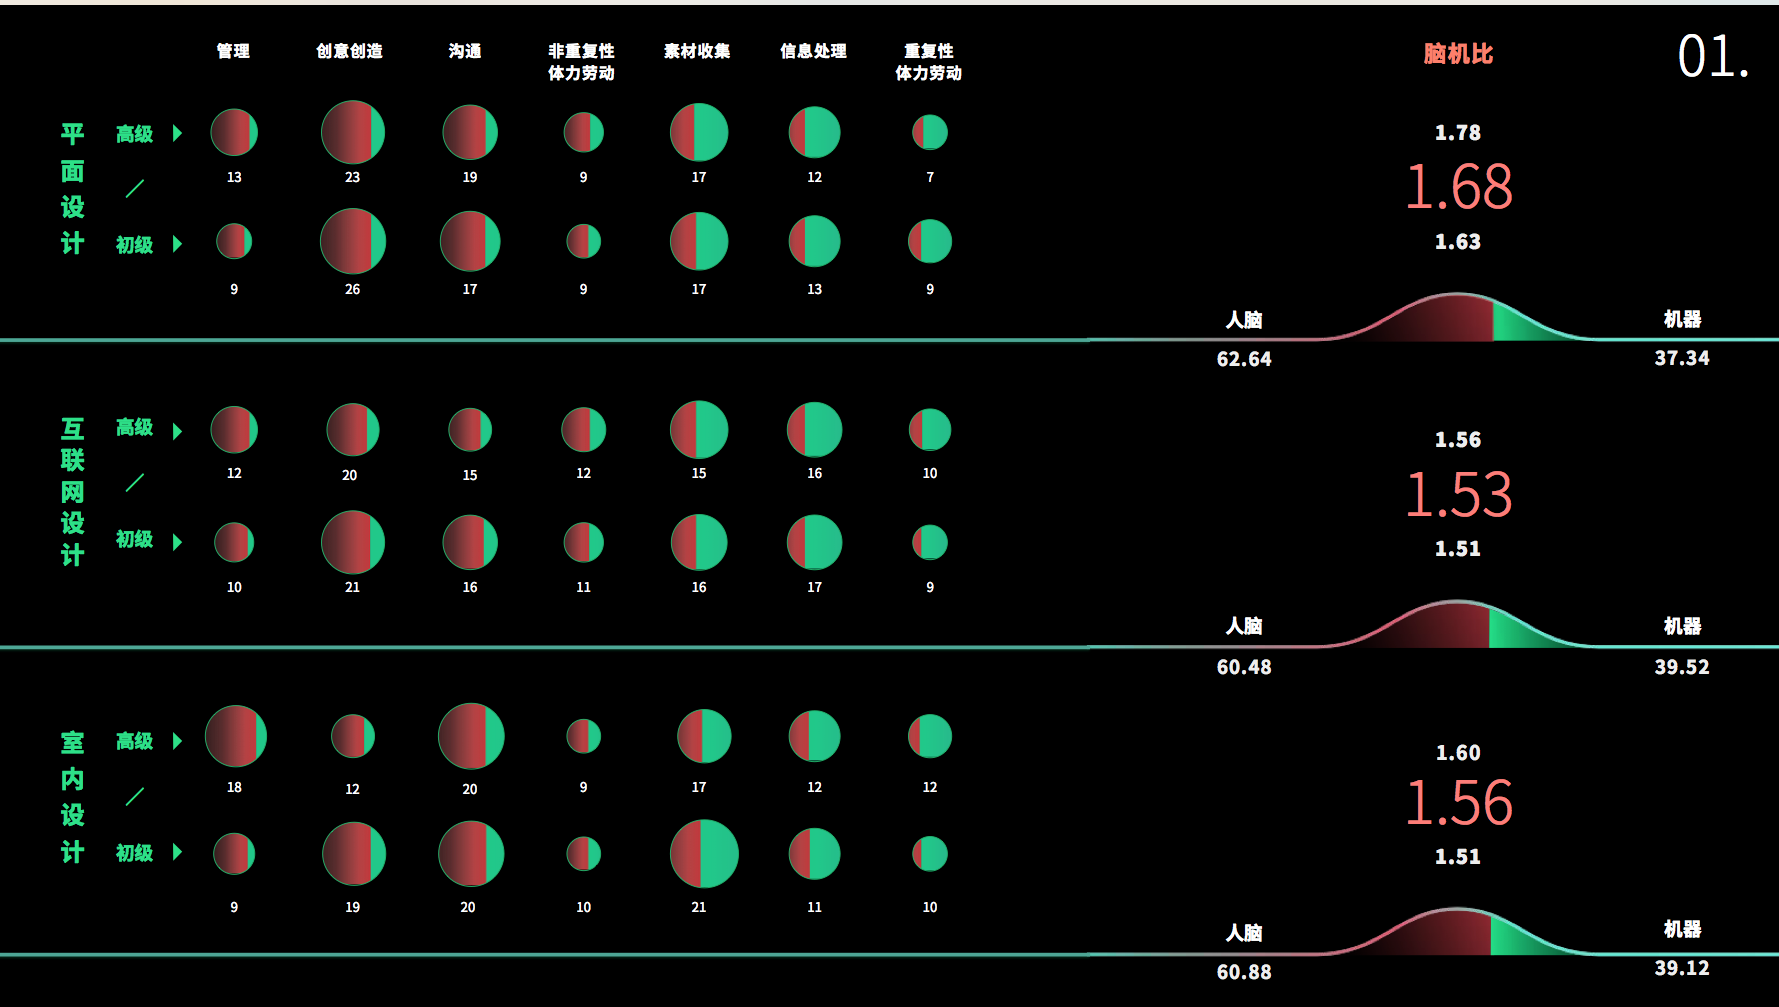 管理 创意创造 沟通 非重复性 素材收集 信息处理 重复性 脑机比 01.
体力劳动 体力劳动
平面设计
高级
13 23 19 9 17 12 7
1.78
1.68
1.63
/
初级
9 26 17 9 17 13 9
人脑 机器
62.64 37.34
互联网设计
高级
12 20 15 12 15 16 10
1.56
1.53
1.51
/
初级
10 21 16 11 16 17 9
人脑 机器
60.48 39.52
室内设计
高级
18 12 20 9 17 12 12
1.60
1.56
1.51
/
初级
9 19 20 10 21 11 10
人脑 机器
60.88 39.12